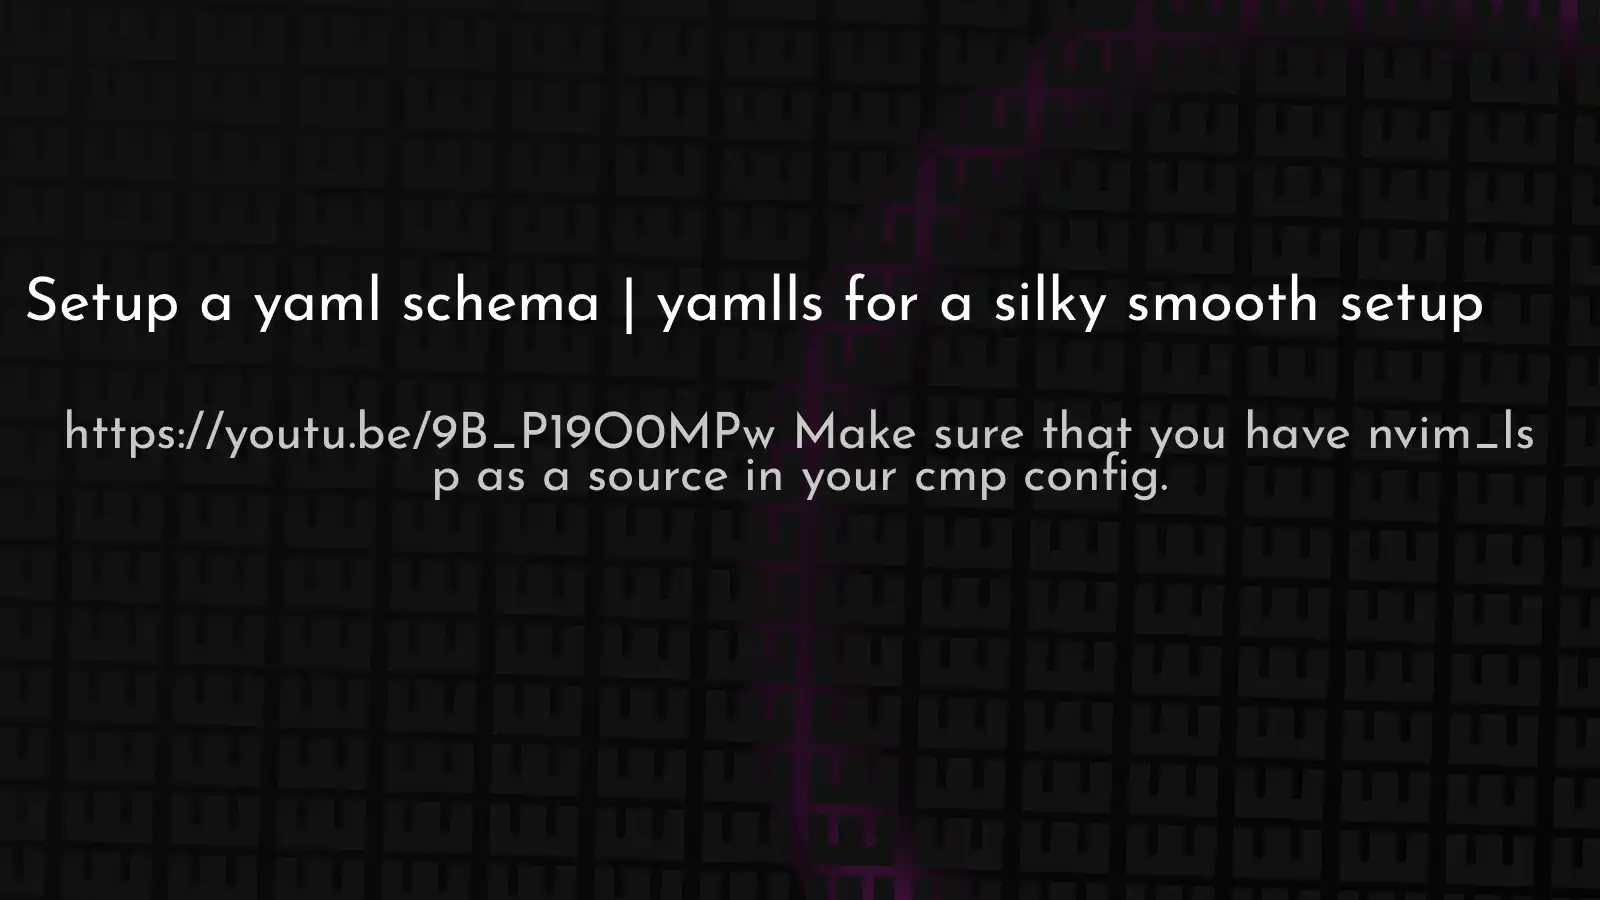 Setup a yaml schema | yamlls for a silky smooth setup
https://youtu.be/9B_P19O0MPw Make sure that you have nvim_ls
p as a source in your cmp config.